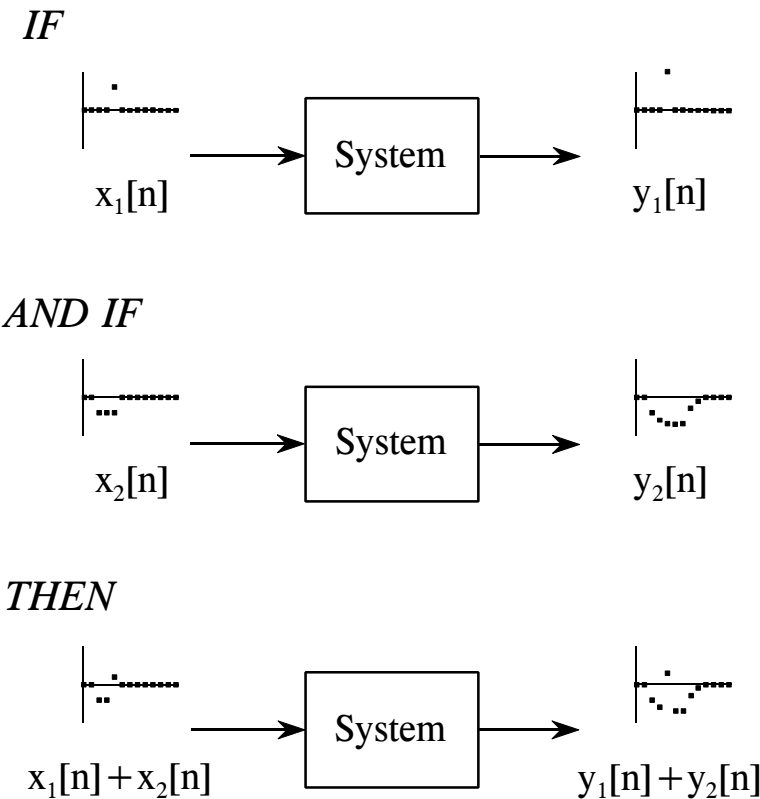 IF
System
x₁[n]
y₁[n]
AND IF
System
x₂[n]
y₂[n]
THEN
System
x₁[n]+x₂[n]
y₁[n]+y₂[n]